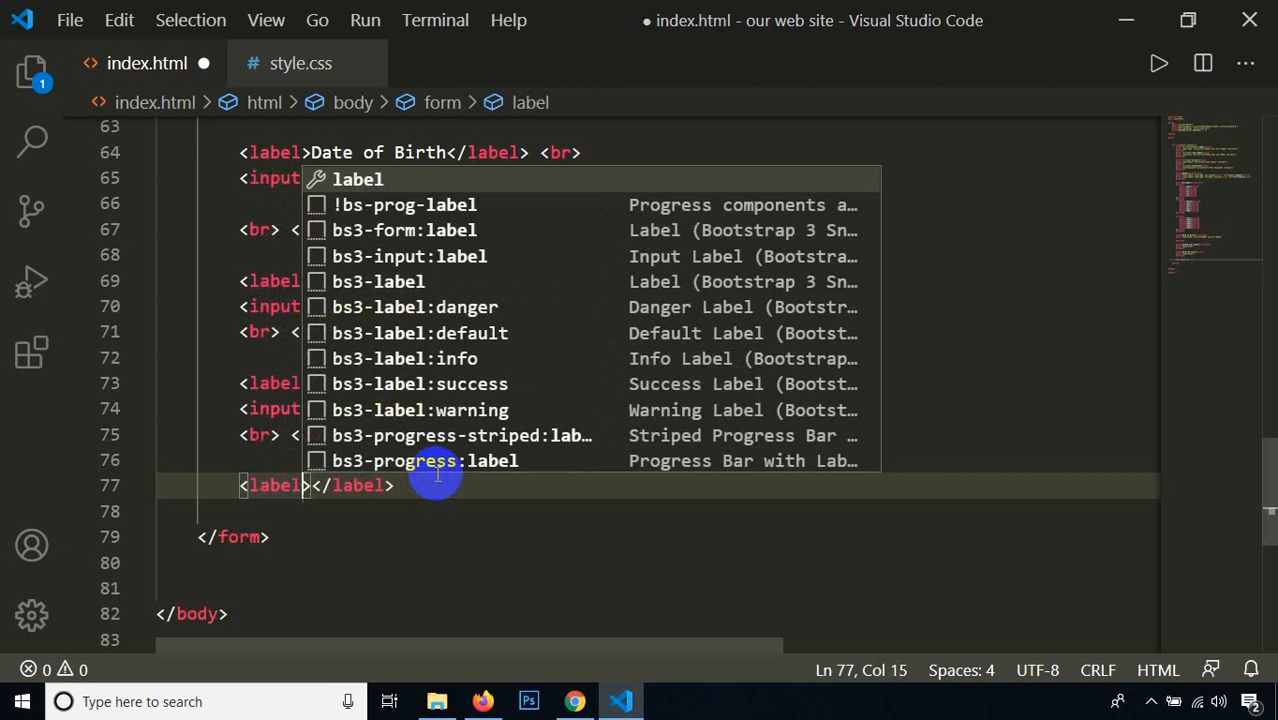 File Edit Selection View Go Run Terminal Help ● index.html - our web site - Visual Studio Code
<> index.html ● # style.css
<> index.html > html > body > form > label
63
64 <label>Date of Birth</label> <br>
65 <input
label
66
!bs-prog-label Progress components a…
67 <br> <
bs3-form:label Label (Bootstrap 3 Sn…
68
bs3-input:label Input Label (Bootstra…
69 <label
bs3-label Label (Bootstrap 3 Sn…
70 <input
bs3-label:danger Danger Label (Bootstr…
71 <br> <
bs3-label:default Default Label (Bootst…
72
bs3-label:info Info Label (Bootstrap…
73 <label
bs3-label:success Success Label (Bootst…
74 <input
bs3-label:warning Warning Label (Bootst…
75 <br> <
bs3-progress-striped:lab… Striped Progress Bar …
76
bs3-progress:label Progress Bar with Lab…
77 <label></label>
78
79 </form>
80
81
82 </body>
83
1
0 0 Ln 77, Col 15 Spaces: 4 UTF-8 CRLF HTML
Type here to search Ps 2